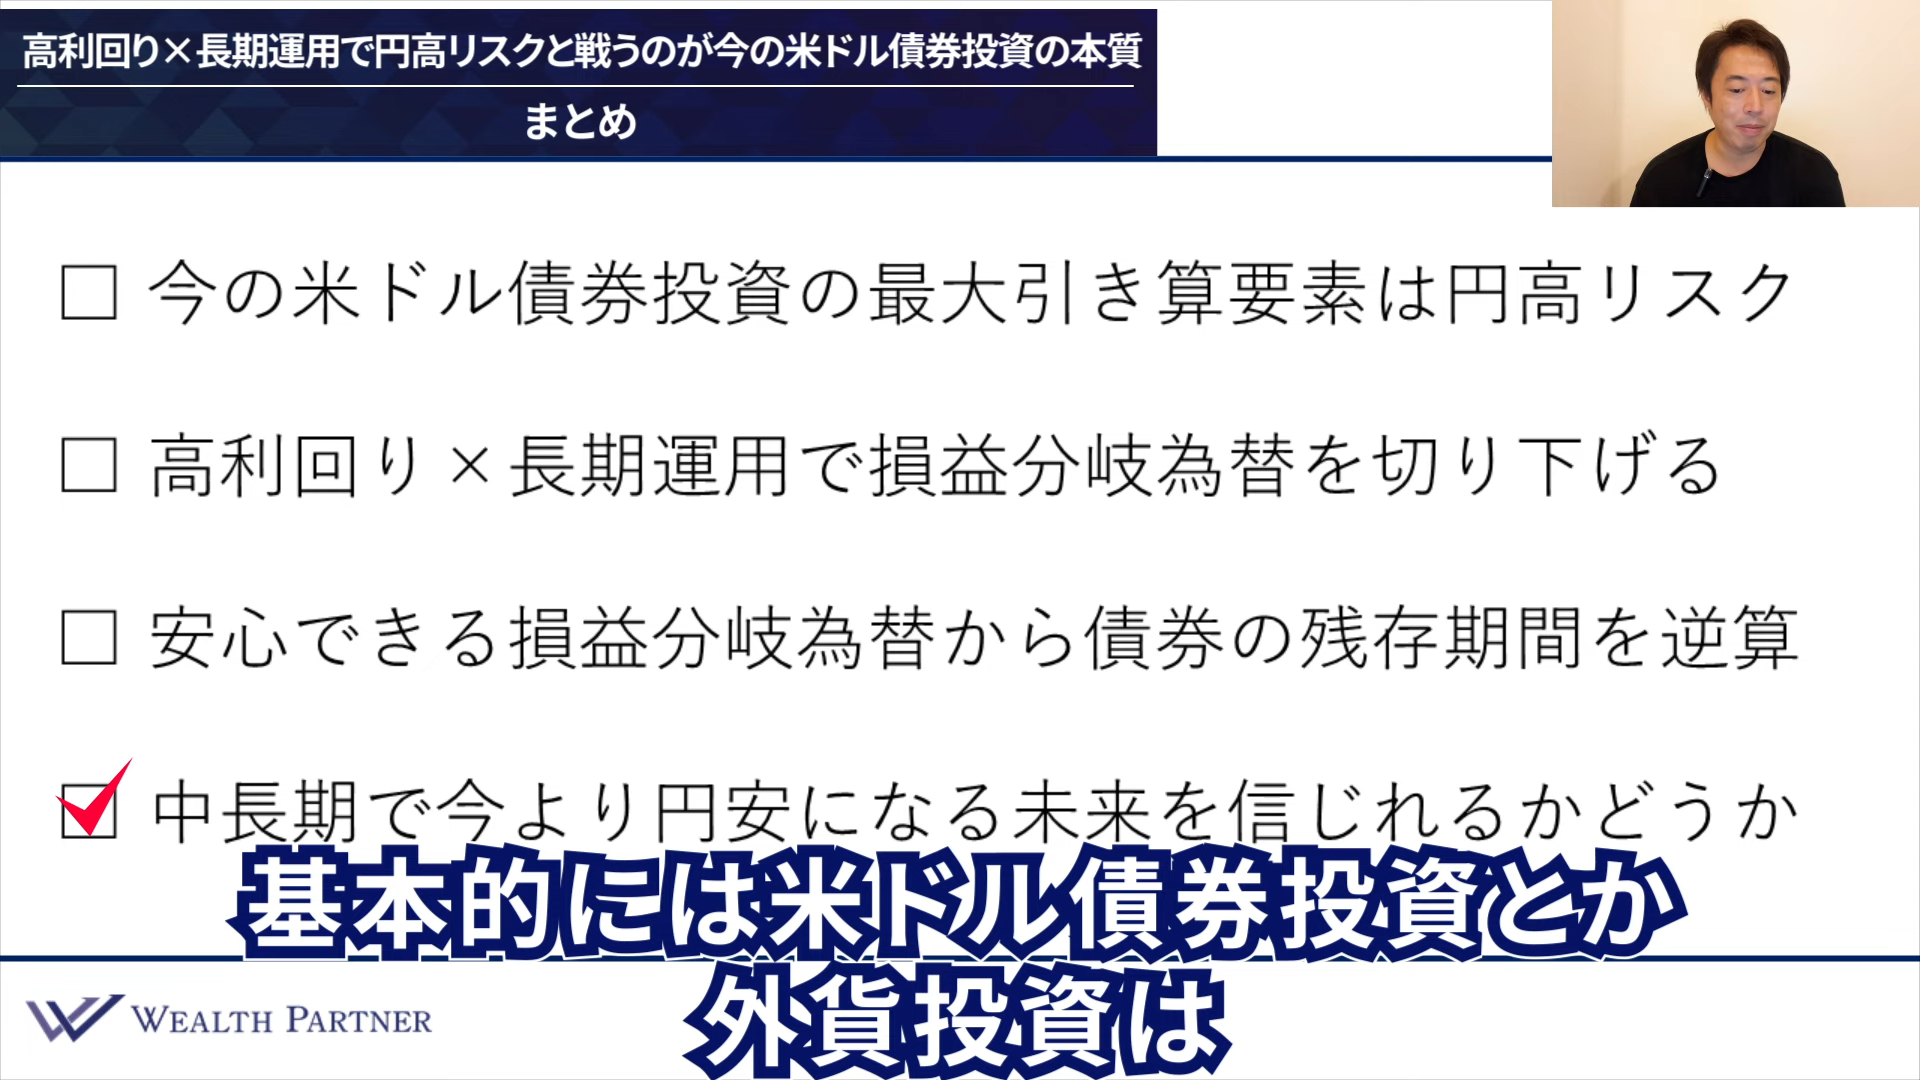 高利回り×長期運用で円高リスクと戦うのが今の米ドル債券投資の本質
まとめ
□ 今の米ドル債券投資の最大引き算要素は円高リスク
□ 高利回り×長期運用で損益分岐為替を切り下げる
□ 安心できる損益分岐為替から債券の残存期間を逆算
☑ 中長期で今より円安になる未来を信じれるかどうか
基本的には米ドル債券投資とか
外貨投資は
WEALTH PARTNER